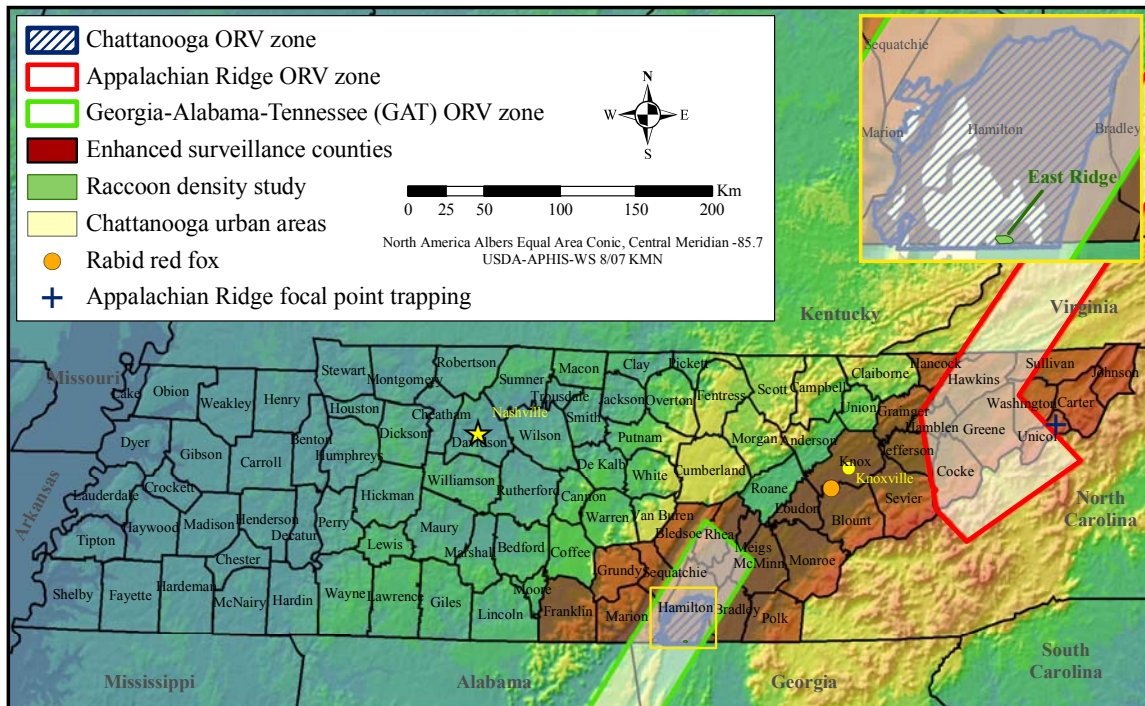 Chattanooga ORV zone
Appalachian Ridge ORV zone
Georgia-Alabama-Tennessee (GAT) ORV zone
Enhanced surveillance counties
Raccoon density study
Chattanooga urban areas
Rabid red fox
Appalachian Ridge focal point trapping
N
W E
S
Km
0 25 50 100 150 200
North America Albers Equal Area Conic, Central Meridian -85.7
USDA-APHIS-WS 8/07 KMN
Sequatchie
Marion
Hamilton
Bradley
East Ridge
Kentucky
Virginia
Missouri
Arkansas
North
Carolina
South
Carolina
Mississippi
Alabama
Georgia
Lake
Obion
Weakley
Henry
Stewart
Montgomery
Robertson
Sumner
Macon
Clay
Pickett
Trousdale
Jackson
Overton
Fentress
Scott
Campbell
Claiborne
Hancock
Hawkins
Sullivan
Johnson
Houston
Cheatham
Nashville
Smith
Union
Grainger
Washington
Carter
Dyer
Gibson
Carroll
Benton
Humphreys
Dickson
Davidson
Wilson
Putnam
Morgan
Anderson
Hamblen
Greene
Unicoi
De Kalb
White
Cumberland
Knox
Knoxville
Jefferson
Cocke
Lauderdale
Crockett
Williamson
Rutherford
Cannon
Roane
Loudon
Sevier
Blount
Haywood
Madison
Henderson
Decatur
Perry
Hickman
Maury
Warren
Van Buren
Bledsoe
Rhea
Meigs
McMinn
Monroe
Tipton
Chester
Lewis
Marshall
Bedford
Coffee
Grundy
Sequatchie
Shelby
Fayette
Hardeman
McNairy
Hardin
Wayne
Lawrence
Giles
Lincoln
Moore
Franklin
Marion
Hamilton
Bradley
Polk